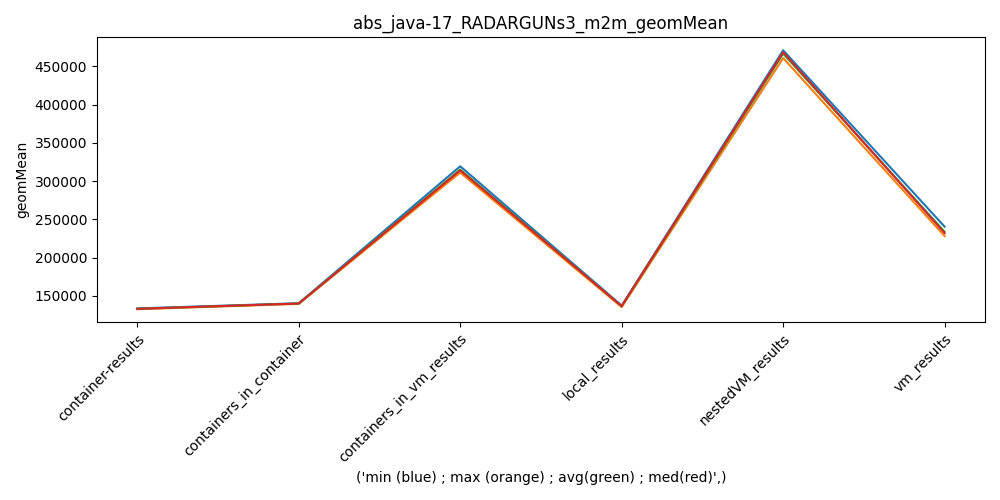 abs_java-17_RADARGUNs3_m2m_geomMean
geomMean
450000
400000
350000
300000
250000
200000
150000
container-results
containers_in_container
containers_in_vm_results
local_results
nestedVM_results
vm_results
('min (blue) ; max (orange) ; avg(green) ; med(red)',)